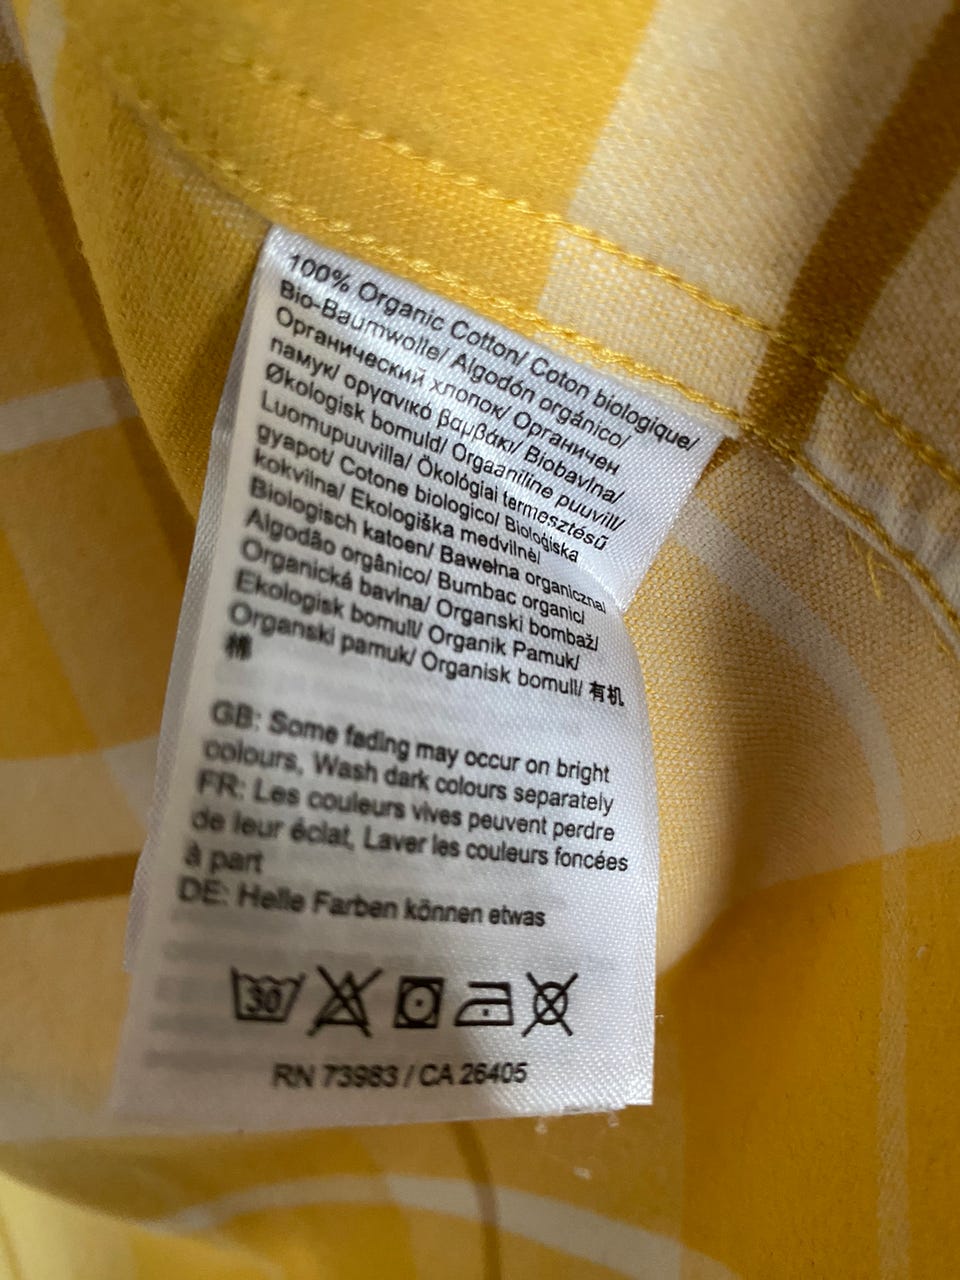 100% Organic Cotton/ Coton biologique/
Bio-Baumwolle/ Algodón orgánico/
Органический хлопок/ Органичен
памук/ οργανικό βαμβάκι/ Biobavlna/
Økologisk bomuld/ Orgaaniline puuvill/
Luomupuuvilla/ Ökológiai termesztésű
gyapot/ Cotone biologico/ Bioloģiska
kokvilna/ Ekologiška medvilnė/
Biologisch katoen/ Bawełna organiczna/
Algodão orgânico/ Bumbac organic/
Organická bavlna/ Organski bombaž/
Ekologisk bomull/ Organik Pamuk/
Organski pamuk/ Organisk bomull/ 有机
棉
GB: Some fading may occur on bright
colours, Wash dark colours separately
FR: Les couleurs vives peuvent perdre
de leur éclat, Laver les couleurs foncées
à part
DE: Helle Farben können etwas
30
RN 73983 / CA 26405